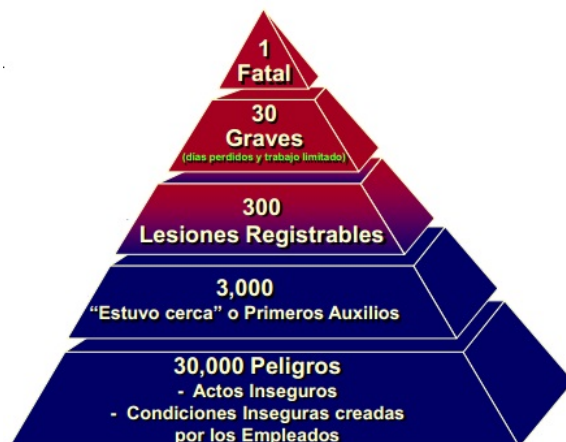 1
Fatal
30
Graves
(días perdidos y trabajo limitado)
300
Lesiones Registrables
3,000
“Estuvo cerca” o Primeros Auxilios
30,000 Peligros
- Actos Inseguros
- Condiciones Inseguras creadas
por los Empleados